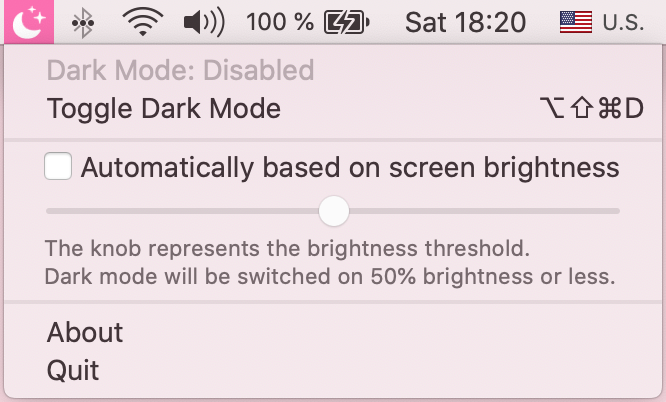 100 % Sat 18:20 U.S.
Dark Mode: Disabled
Toggle Dark Mode ⌥⇧⌘D
Automatically based on screen brightness
The knob represents the brightness threshold.
Dark mode will be switched on 50% brightness or less.
About
Quit